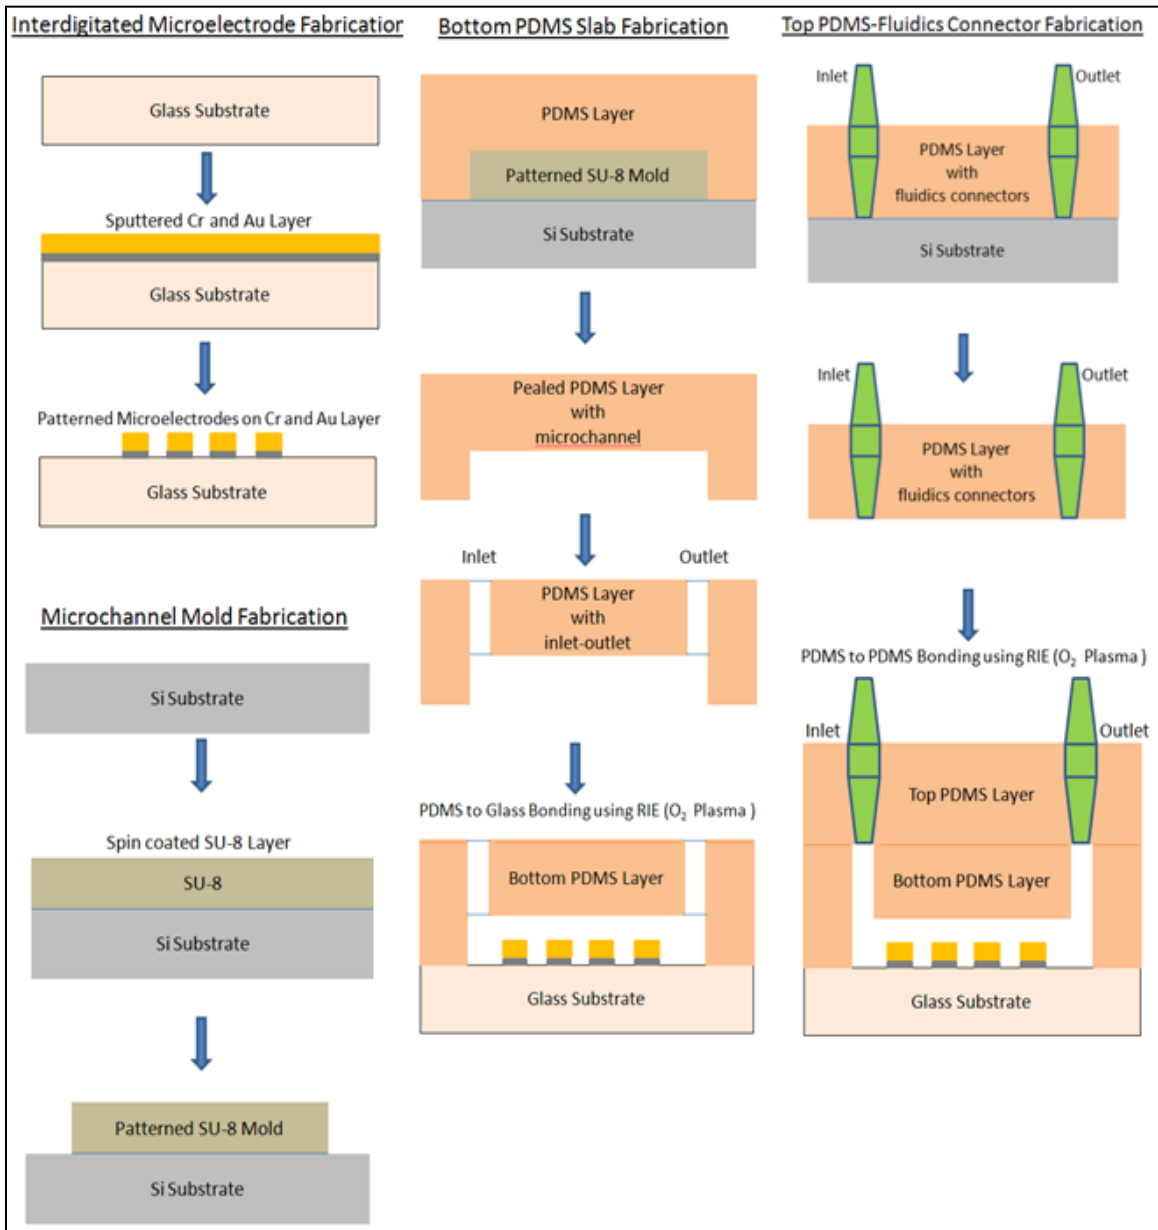 Interdigitated Microelectrode Fabrication
Glass Substrate
Sputtered Cr and Au Layer
Glass Substrate
Patterned Microelectrodes on Cr and Au Layer
Glass Substrate
Microchannel Mold Fabrication
Si Substrate
Spin coated SU-8 Layer
SU-8
Si Substrate
Patterned SU-8 Mold
Si Substrate
Bottom PDMS Slab Fabrication
PDMS Layer
Patterned SU-8 Mold
Si Substrate
Pealed PDMS Layer
with
microchannel
Inlet
Outlet
PDMS Layer
with
inlet-outlet
PDMS to Glass Bonding using RIE (O₂ Plasma )
Bottom PDMS Layer
Glass Substrate
Top PDMS-Fluidics Connector Fabrication
Inlet
Outlet
PDMS Layer
with
fluidics connectors
Si Substrate
Inlet
Outlet
PDMS Layer
with
fluidics connectors
PDMS to PDMS Bonding using RIE (O₂ Plasma )
Inlet
Outlet
Top PDMS Layer
Bottom PDMS Layer
Glass Substrate